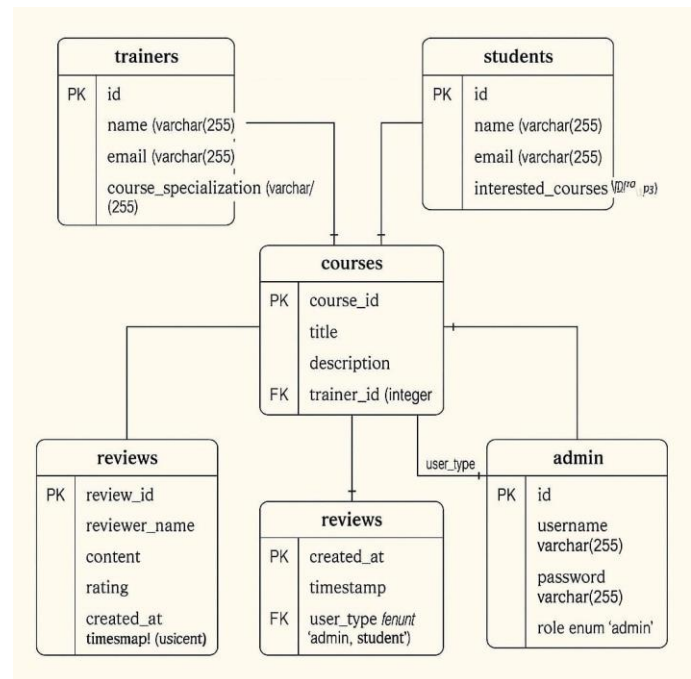 trainers
PK id
name (varchar(255)
email (varchar(255)
course_specialization (varchar/
(255)
students
PK id
name (varchar(255)
email (varchar(255)
interested_courses
courses
PK course_id
title
description
FK trainer_id (integer
user_type
reviews
PK review_id
reviewer_name
content
rating
created_at
timesmap! (usicent)
reviews
PK created_at
timestamp
FK user_type fenunt
'admin, student')
admin
PK id
username
varchar(255)
password
varchar(255)
role enum 'admin'